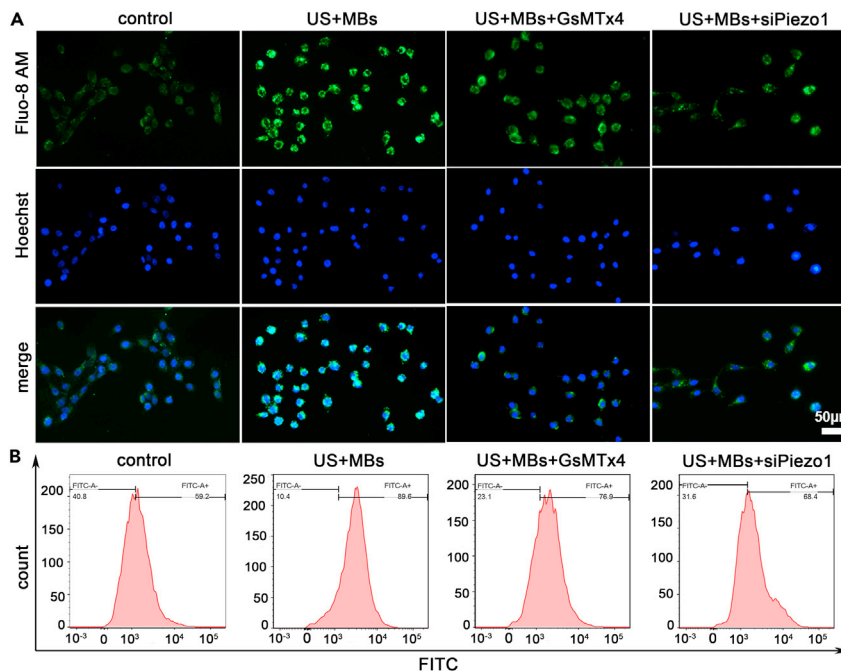 A
control US+MBs US+MBs+GsMTx4 US+MBs+siPiezo1
Fluo-8 AM
Hoechst
merge
50μm
B
control US+MBs US+MBs+GsMTx4 US+MBs+siPiezo1
FITC-A- FITC-A+ FITC-A- FITC-A+ FITC-A- FITC-A+ FITC-A- FITC-A+
40.8 59.2 10.4 89.6 23.1 76.9 31.6 68.4
count
200 250 200 200
150 200 150 150
100 150 100 100
50 100 50 50
0 50 0 0
0
10⁻³ 0 10³ 10⁴ 10⁵ 10⁻³ 0 10³ 10⁴ 10⁵ 10⁻³ 0 10³ 10⁴ 10⁵ 10⁻³ 0 10³ 10⁴ 10⁵
FITC